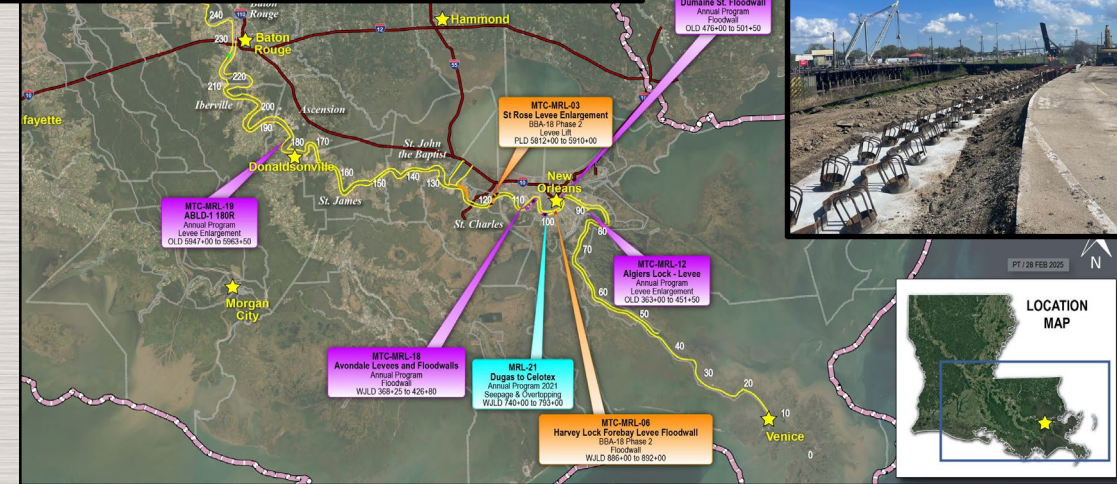 Dumaine St. Floodwall
Annual Program
Floodwall
OLD 476+00 to 501+50
Baton
Rouge
240
110
Hammond
12
230
Baton
Rouge
55
10
220
210
Iberville
200
Ascension
190
fayette
MTC-MRL-03
St Rose Levee Enlargement
BBA-18 Phase 2
Levee Lift
PLD 5812+00 to 5910+00
180
170
St. John
the Baptist
Donaldsonville
160
150
140
130
New
Orleans
10
120
110
100
90
80
St. James
St. Charles
MTC-MRL-19
ABLD-1 180R
Annual Program
Levee Enlargement
OLD 5947+00 to 5963+50
70
MTC-MRL-12
Algiers Lock - Levee
Annual Program
Levee Enlargement
OLD 363+00 to 451+50
PT / 28 FEB 2025
N
60
50
Morgan
City
LOCATION
MAP
40
30
20
10
0
MTC-MRL-18
Avondale Levees and Floodwalls
Annual Program
Floodwall
WJLD 368+25 to 426+80
MRL-21
Dugas to Celotex
Annual Program 2021
Seepage & Overtopping
WJLD 740+00 to 793+00
MTC-MRL-06
Harvey Lock Forebay Levee Floodwall
BBA-18 Phase 2
Floodwall
WJLD 886+00 to 892+00
Venice